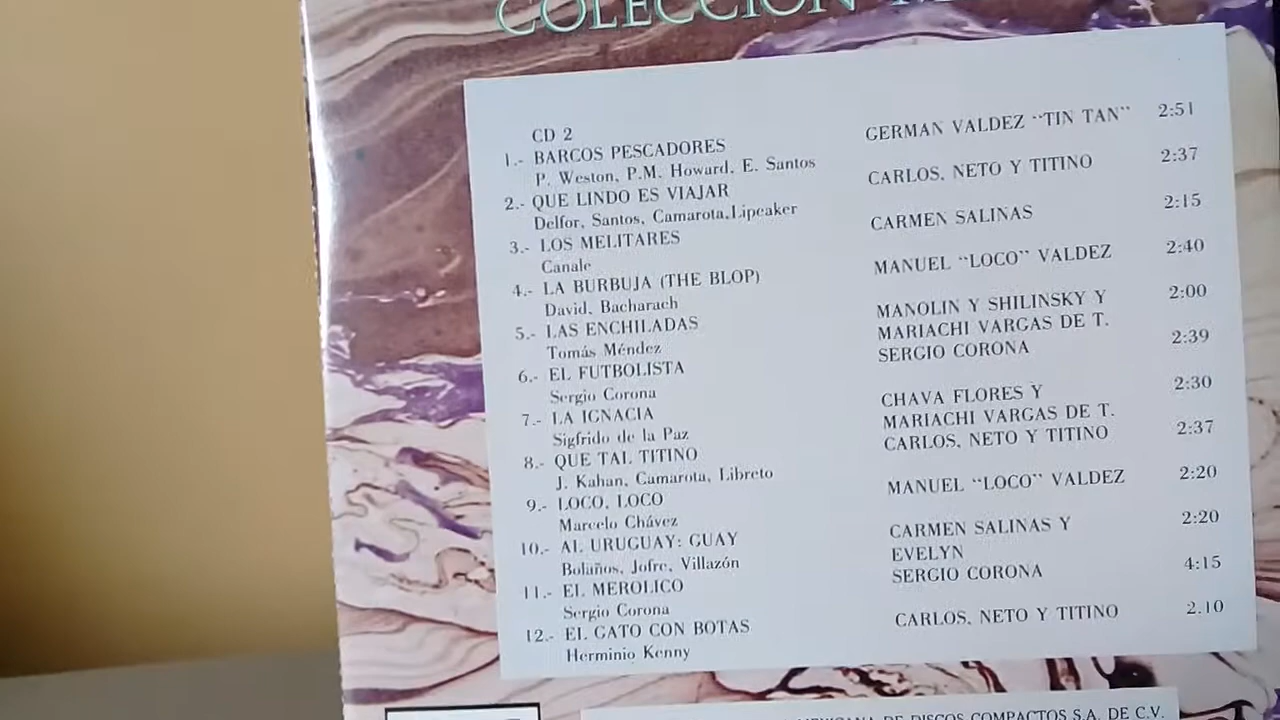 COLECCION
CD 2
1.- BARCOS PESCADORES GERMAN VALDEZ "TIN TAN" 2:51
P. Weston, P.M. Howard, E. Santos
2.- QUE LINDO ES VIAJAR CARLOS, NETO Y TITINO 2:37
Delfor, Santos, Camarota,Lipeaker
3.- LOS MELITARES CARMEN SALINAS 2:15
Canale
4.- LA BURBUJA (THE BLOP) MANUEL "LOCO" VALDEZ 2:40
David, Bacharach
5.- LAS ENCHILADAS MANOLIN Y SHILINSKY Y 2:00
Tomás Méndez MARIACHI VARGAS DE T.
6.- EL FUTBOLISTA SERGIO CORONA 2:39
Sergio Corona
7.- LA IGNACIA CHAVA FLORES Y 2:30
Sigfrido de la Paz MARIACHI VARGAS DE T.
8.- QUE TAL TITINO CARLOS, NETO Y TITINO 2:37
J. Kahan, Camarota, Libreto
9.- LOCO, LOCO MANUEL "LOCO" VALDEZ 2:20
Marcelo Chávez
10.- AL URUGUAY: GUAY CARMEN SALINAS Y 2:20
Bolaños, Jofre, Villazón EVELYN
11.- EL MEROLICO SERGIO CORONA 4:15
Sergio Corona
12.- EL GATO CON BOTAS CARLOS, NETO Y TITINO 2.10
Herminio Kenny
MEXICANA DE DISCOS COMPACTOS S.A. DE C.V.